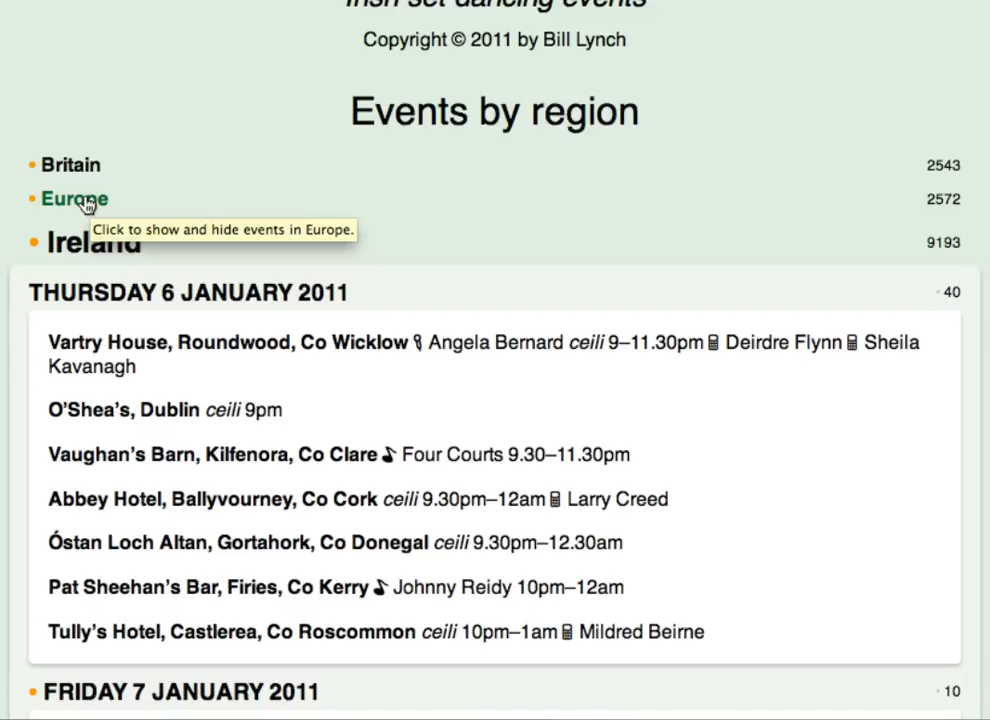 Irish set dancing events
Copyright © 2011 by Bill Lynch
Events by region
• Britain 2543
• Europe 2572
Click to show and hide events in Europe.
• Ireland 9193
THURSDAY 6 JANUARY 2011 40
Vartry House, Roundwood, Co Wicklow Angela Bernard ceili 9–11.30pm Deirdre Flynn Sheila
Kavanagh
O’Shea’s, Dublin ceili 9pm
Vaughan’s Barn, Kilfenora, Co Clare Four Courts 9.30–11.30pm
Abbey Hotel, Ballyvourney, Co Cork ceili 9.30pm–12am Larry Creed
Óstan Loch Altan, Gortahork, Co Donegal ceili 9.30pm–12.30am
Pat Sheehan’s Bar, Firies, Co Kerry Johnny Reidy 10pm–12am
Tully’s Hotel, Castlerea, Co Roscommon ceili 10pm–1am Mildred Beirne
• FRIDAY 7 JANUARY 2011 10